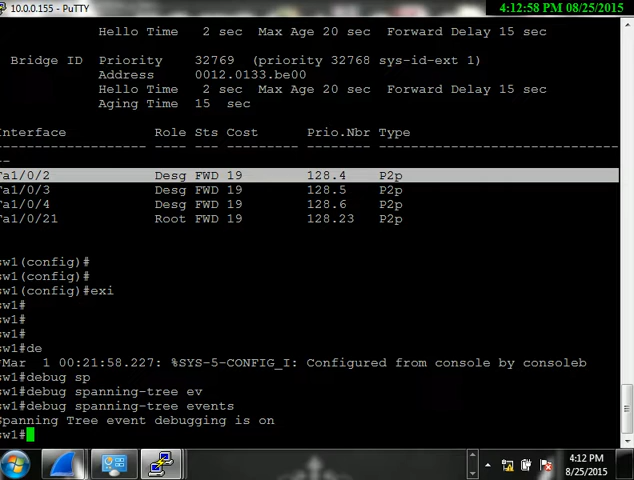 10.0.0.155 - PuTTY
4:12:58 PM 08/25/2015
Hello Time 2 sec Max Age 20 sec Forward Delay 15 sec
Bridge ID Priority 32769 (priority 32768 sys-id-ext 1)
Address 0012.0133.be00
Hello Time 2 sec Max Age 20 sec Forward Delay 15 sec
Aging Time 15 sec
Interface Role Sts Cost Prio.Nbr Type
------------------- ---- --- --------- -------- --------------------------------
--
Fa1/0/2 Desg FWD 19 128.4 P2p
Fa1/0/3 Desg FWD 19 128.5 P2p
Fa1/0/4 Desg FWD 19 128.6 P2p
Fa1/0/21 Root FWD 19 128.23 P2p
sw1(config)#
sw1(config)#
sw1(config)#exi
sw1#
sw1#
sw1#
sw1#de
*Mar 1 00:21:58.227: %SYS-5-CONFIG_I: Configured from console by consoleb
sw1#debug sp
sw1#debug spanning-tree ev
sw1#debug spanning-tree events
Spanning Tree event debugging is on
sw1#
4:12 PM
8/25/2015